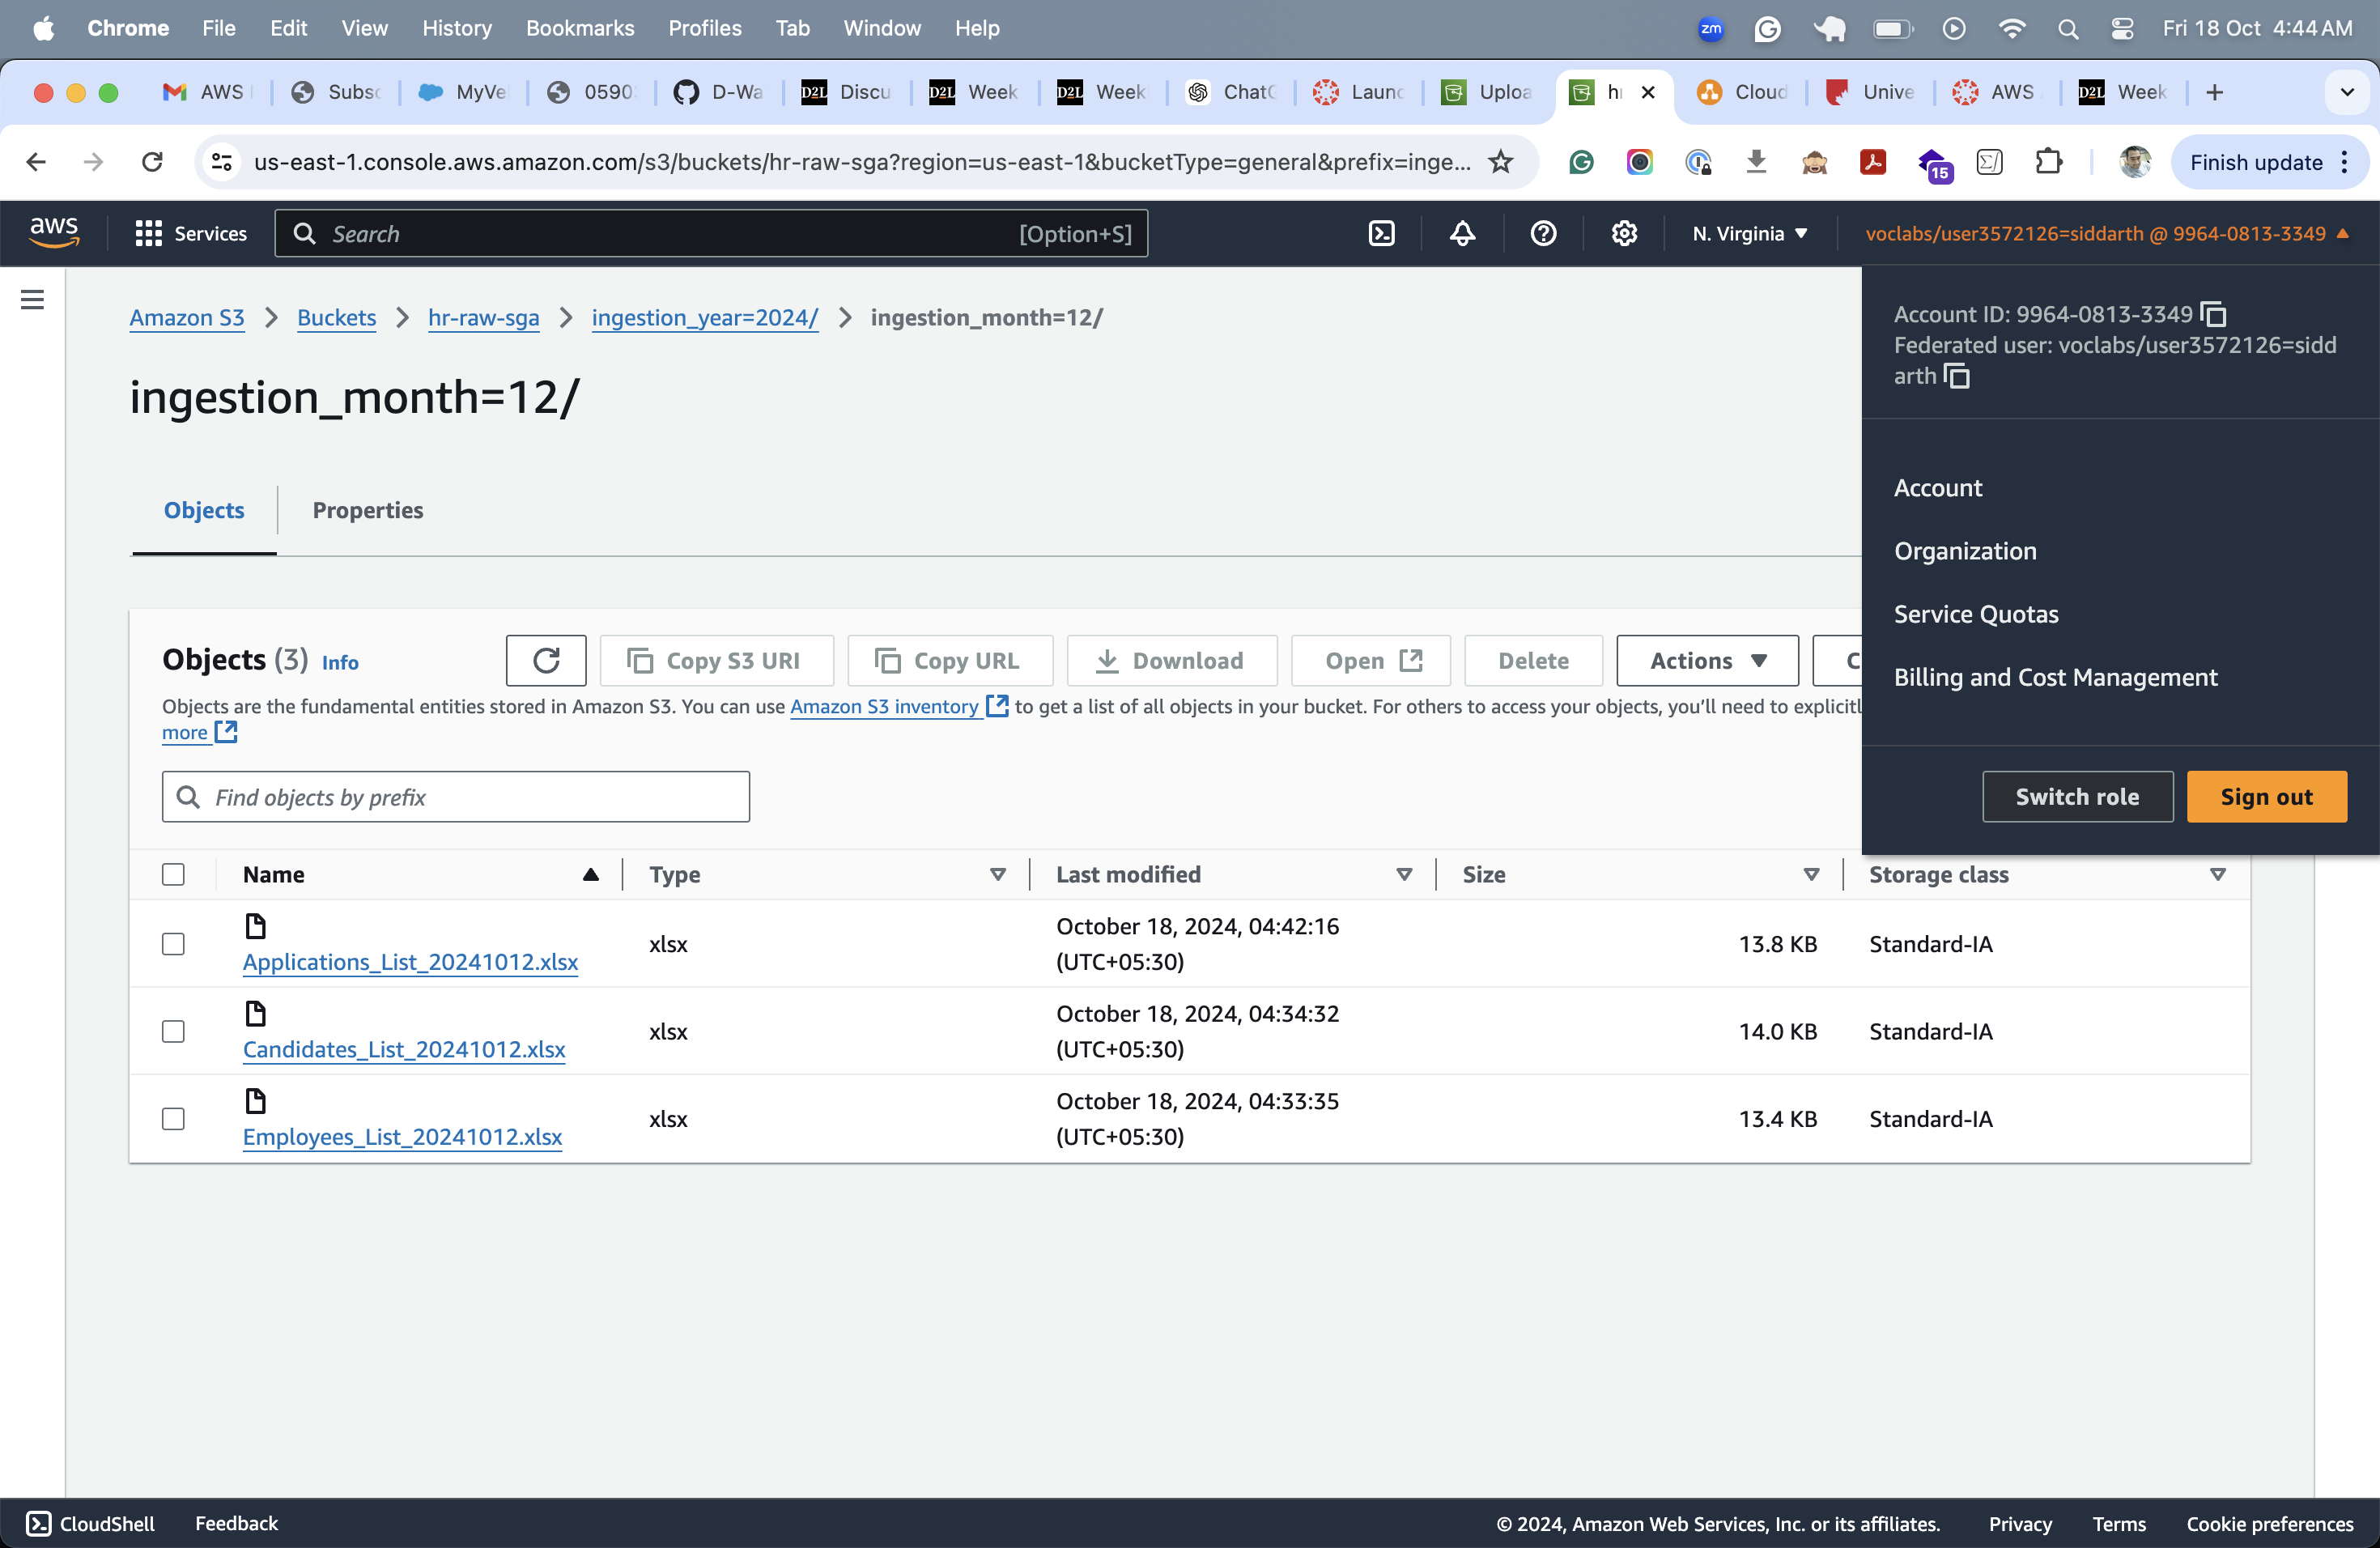 Chrome File Edit View History Bookmarks Profiles Tab Window Help zm Fri 18 Oct 4:44 AM
AWS Subsc MyVe 0590 D-Wa D2L Discu D2L Week D2L Week ChatG Launc Uploa hr Cloud Unive AWS D2L Week
us-east-1.console.aws.amazon.com/s3/buckets/hr-raw-sga?region=us-east-1&bucketType=general&prefix=inge... 15 Finish update
aws Services Search [Option+S] N. Virginia voclabs/user3572126=siddarth @ 9964-0813-3349
Account ID: 9964-0813-3349
Federated user: voclabs/user3572126=sidd
arth
Account
Organization
Service Quotas
Billing and Cost Management
Switch role Sign out
Amazon S3 > Buckets > hr-raw-sga > ingestion_year=2024/ > ingestion_month=12/
ingestion_month=12/
Objects Properties
Objects (3) Info Copy S3 URI Copy URL Download Open Delete Actions C
Objects are the fundamental entities stored in Amazon S3. You can use Amazon S3 inventory to get a list of all objects in your bucket. For others to access your objects, you’ll need to explicitl
more
Find objects by prefix
Name Type Last modified Size Storage class
Applications_List_20241012.xlsx xlsx October 18, 2024, 04:42:16 (UTC+05:30) 13.8 KB Standard-IA
Candidates_List_20241012.xlsx xlsx October 18, 2024, 04:34:32 (UTC+05:30) 14.0 KB Standard-IA
Employees_List_20241012.xlsx xlsx October 18, 2024, 04:33:35 (UTC+05:30) 13.4 KB Standard-IA
CloudShell Feedback © 2024, Amazon Web Services, Inc. or its affiliates. Privacy Terms Cookie preferences